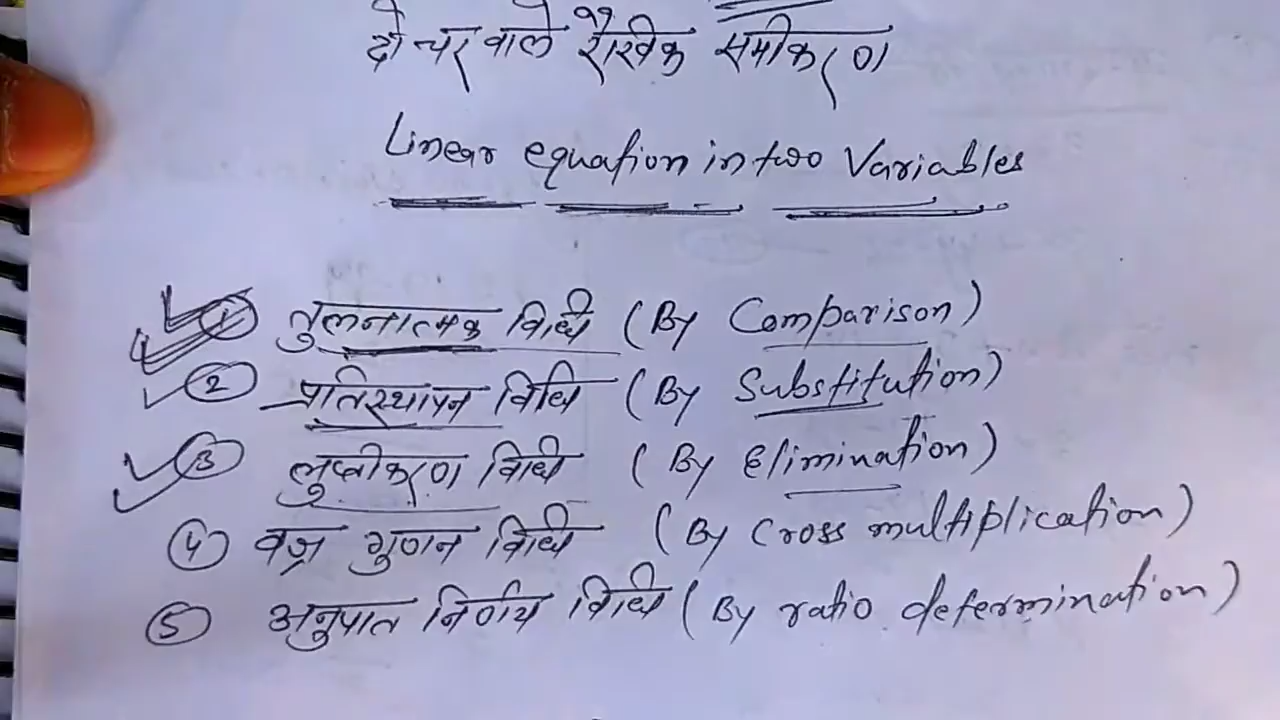 दो चर वाले रैखिक समीकरण
Linear equation in two Variables
① तुलनात्मक विधि (By Comparison)
② प्रतिस्थापन विधि (By Substitution)
③ लुप्तीकरण विधि (By Elimination)
④ वज्र गुणन विधि (By Cross multiplication)
⑤ अनुपात निर्णय विधि (By ratio determination)